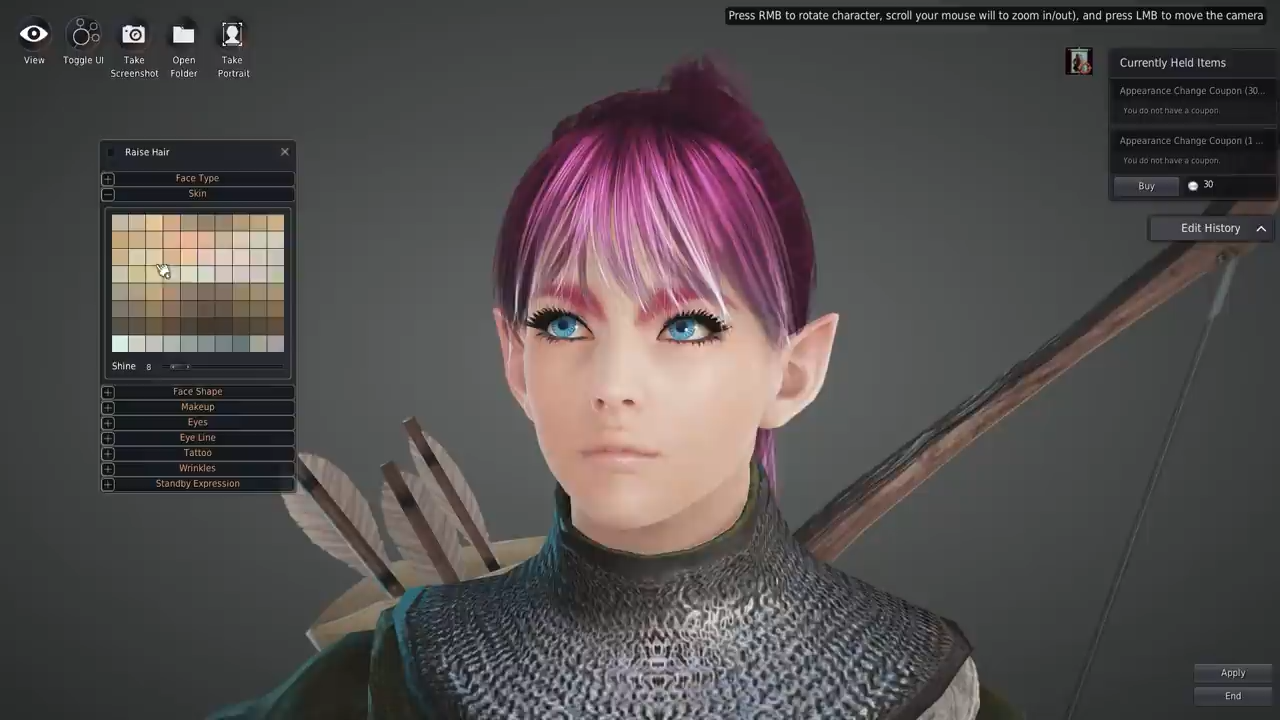 Press RMB to rotate character, scroll your mouse will to zoom in/out), and press LMB to move the camera
View
Toggle UI
Take
Screenshot
Open
Folder
Take
Portrait
Currently Held Items
Appearance Change Coupon (30...
You do not have a coupon.
Appearance Change Coupon (1 ...
You do not have a coupon.
Buy
30
Edit History
Raise Hair
Face Type
Skin
Shine 8
Face Shape
Makeup
Eyes
Eye Line
Tattoo
Wrinkles
Standby Expression
Apply
End